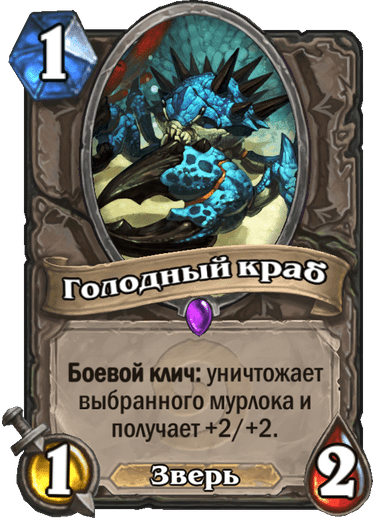 1
Голодный краб
Боевой клич: уничтожает
выбранного мурлока и
получает +2/+2.
1
Зверь
2